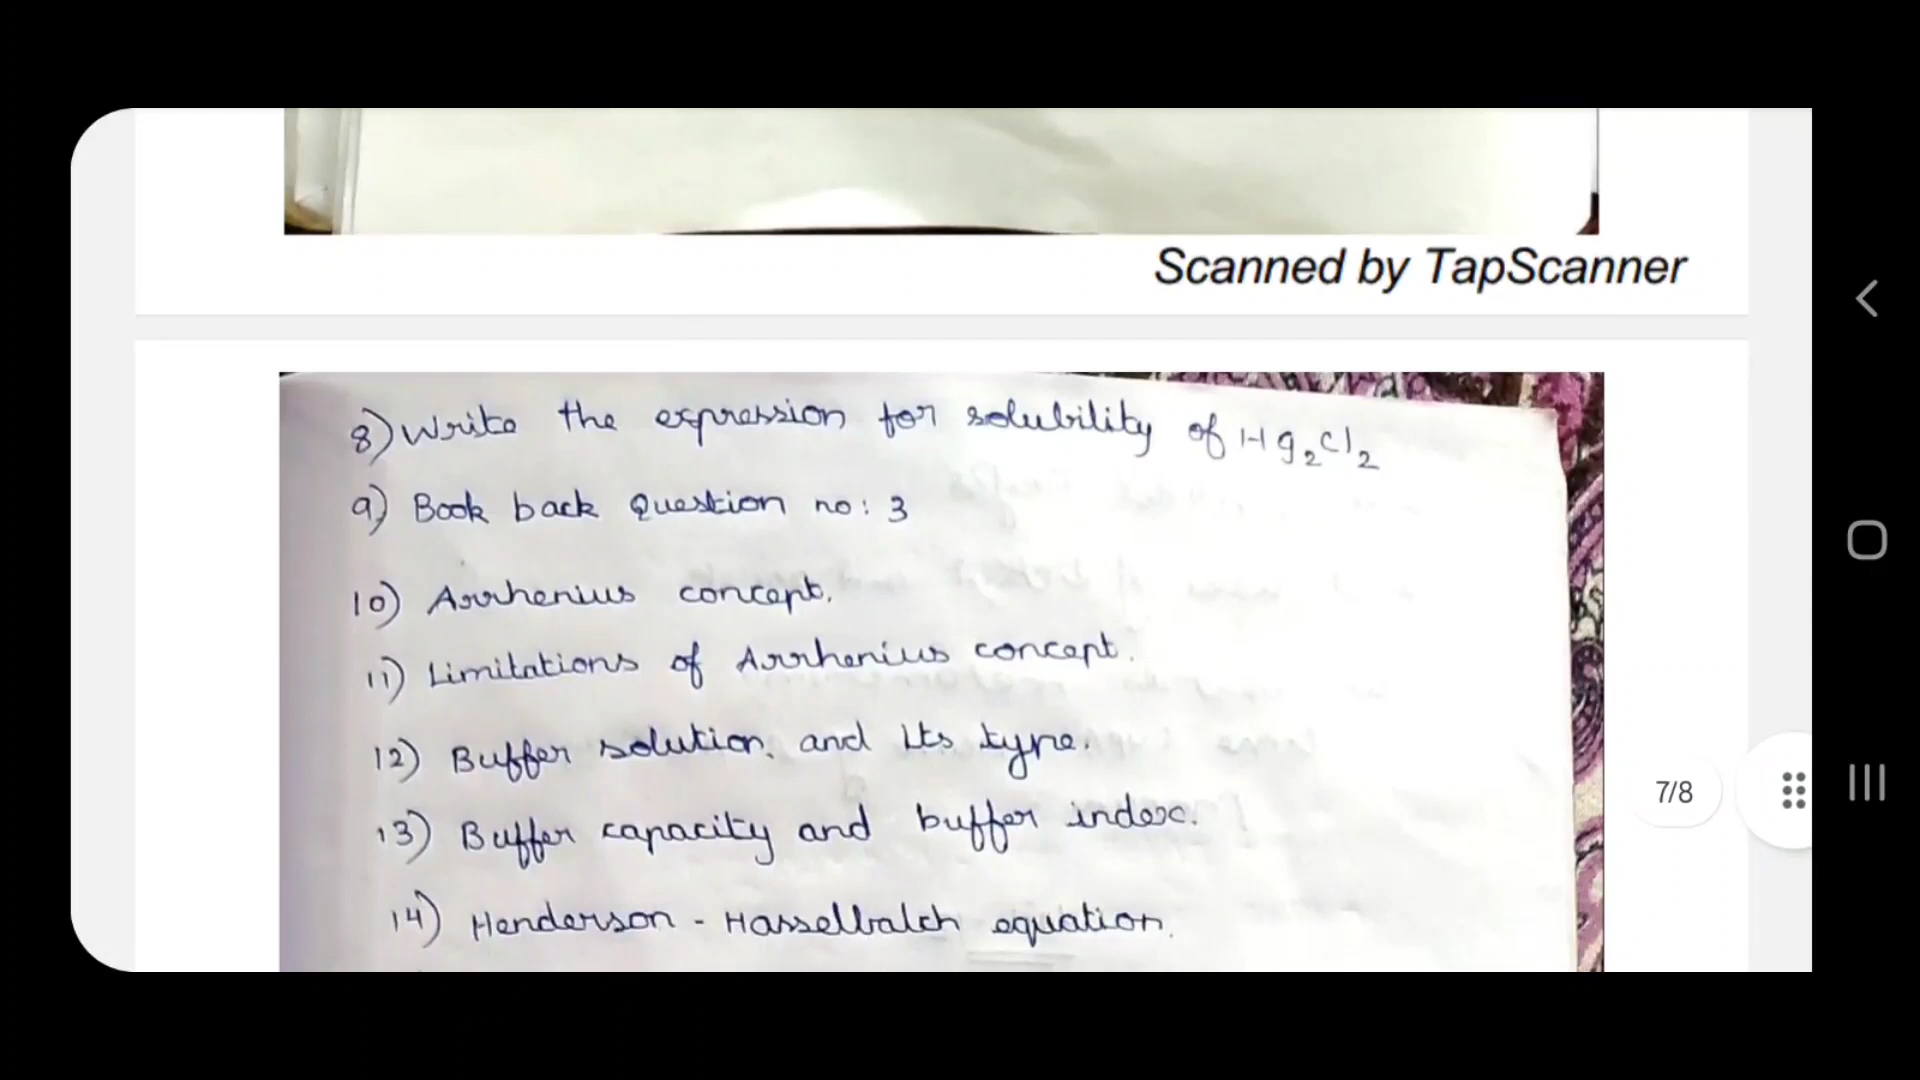 Scanned by TapScanner
8) Write the expression for solubility of Hg₂Cl₂
9) Book back Question no: 3
10) Arrhenius concept.
11) Limitations of Arrhenius concept.
12) Buffer solution. and its type.
13) Buffer capacity and buffer index.
14) Henderson - Hasselbalch equation.
7/8